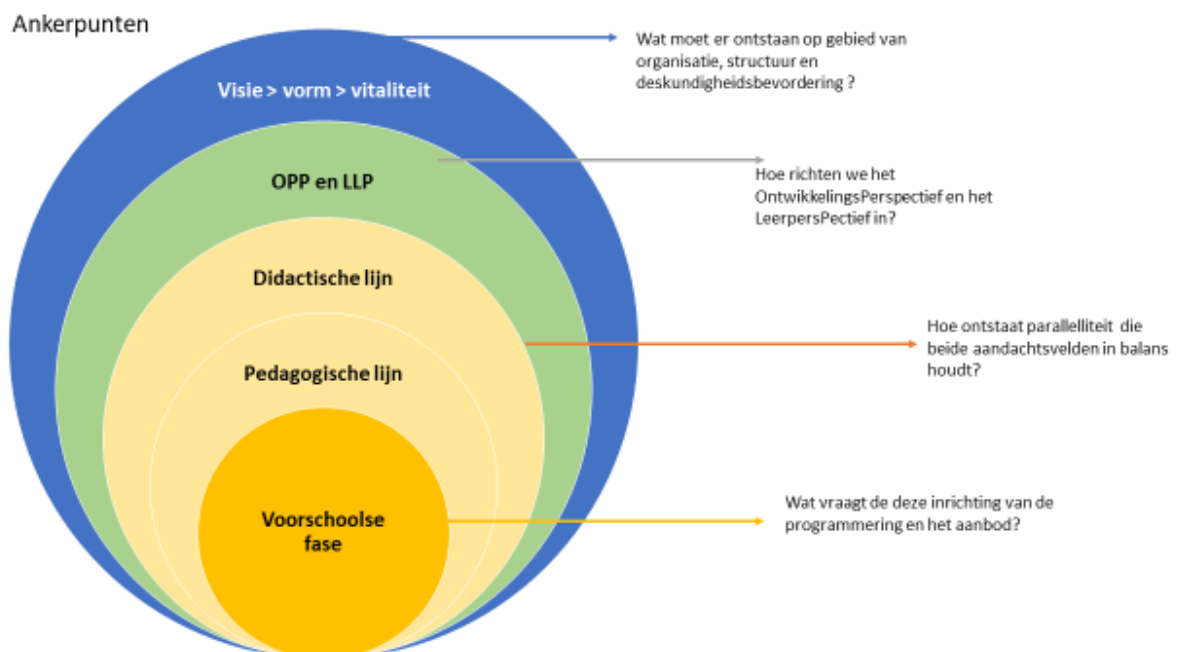 Ankerpunten
Wat moet er ontstaan op gebied van
organisatie, structuur en
deskundigheidsbevordering ?
Visie > vorm > vitaliteit
OPP en LLP
Hoe richten we het
OntwikkelingsPerspectief en het
LeerpersPectief in?
Didactische lijn
Hoe ontstaat parallelliteit die
beide aandachtsvelden in balans
houdt?
Pedagogische lijn
Wat vraagt de deze inrichting van de
programmering en het aanbod?
Voorschoolse
fase